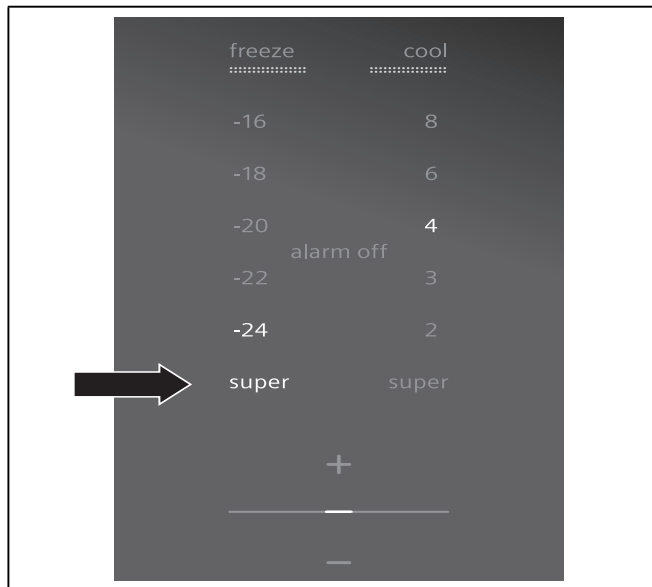 freeze cool
-16 8
-18 6
-20 4
alarm off
-22 3
-24 2
super super
+
−